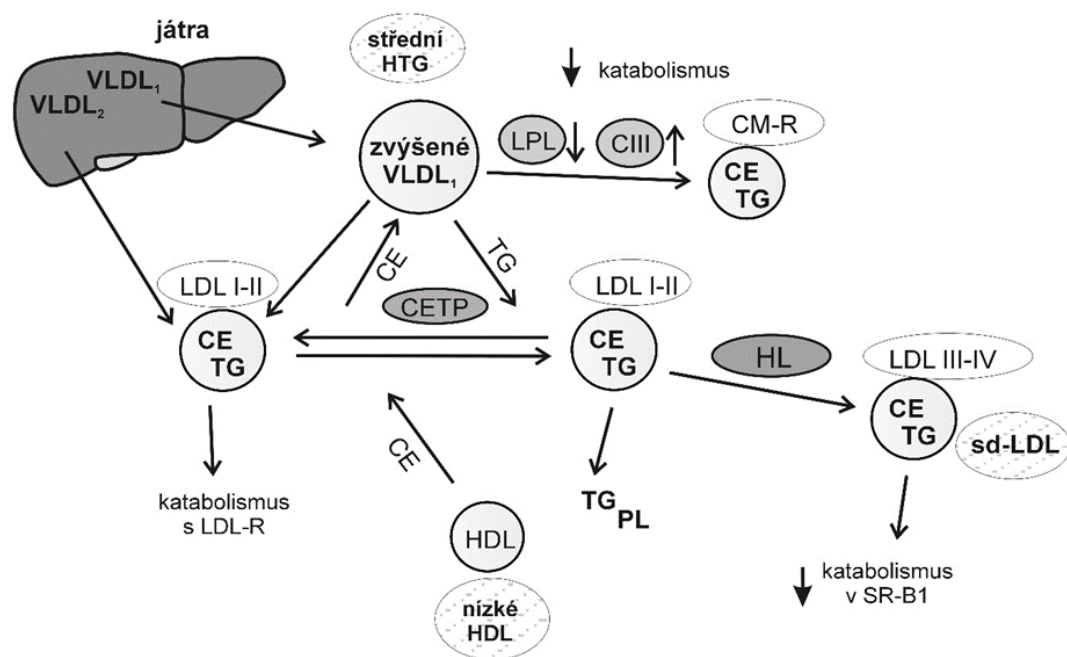 játra
VLDL₁
VLDL₂
střední
HTG
katabolismus
zvýšené
VLDL₁
LPL
CIII
CM-R
CE
TG
CE
TG
LDL I-II
CE
TG
CETP
LDL I-II
CE
TG
HL
LDL III-IV
CE
TG
sd-LDL
katabolismus
s LDL-R
CE
HDL
nízké
HDL
TG
PL
katabolismus
v SR-B1